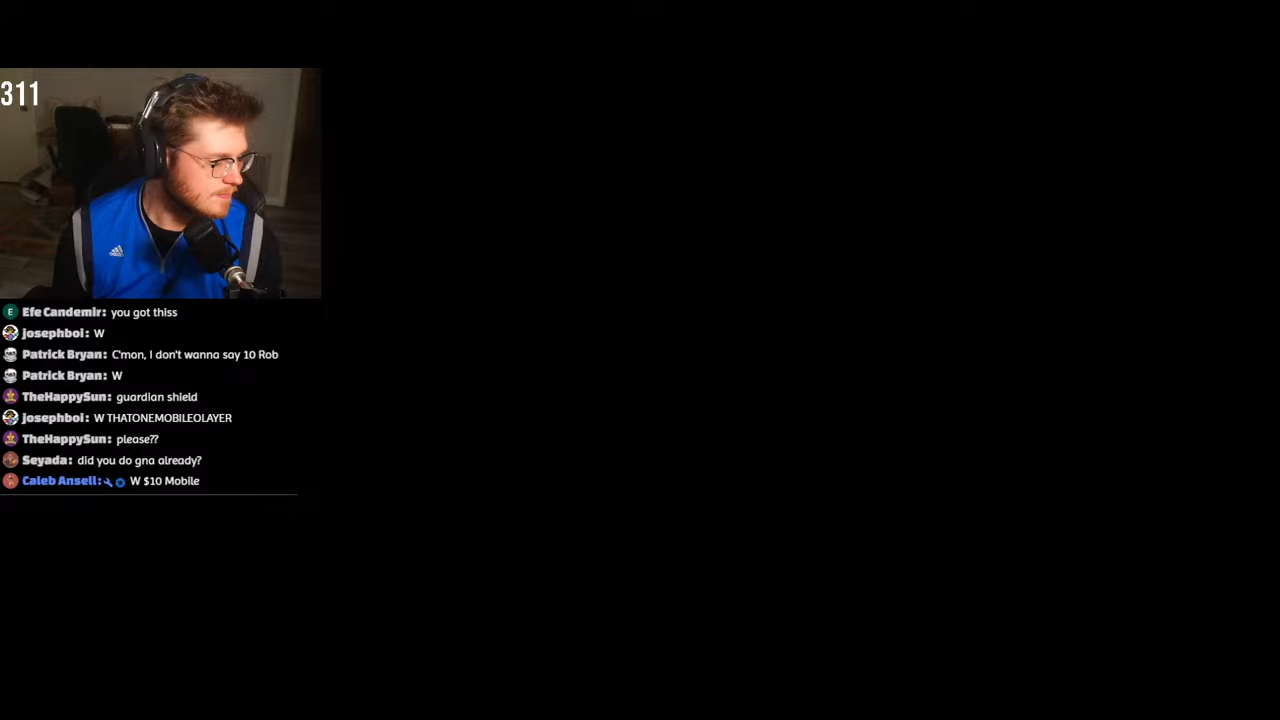 311
Efe Candemir: you got thiss
josephboi: W
Patrick Bryan: C'mon, I don't wanna say 10 Rob
Patrick Bryan: W
TheHappySun: guardian shield
josephboi: W THATONEMOBILEOLAYER
TheHappySun: please??
Seyada: did you do gna already?
Caleb Ansell: W $10 Mobile